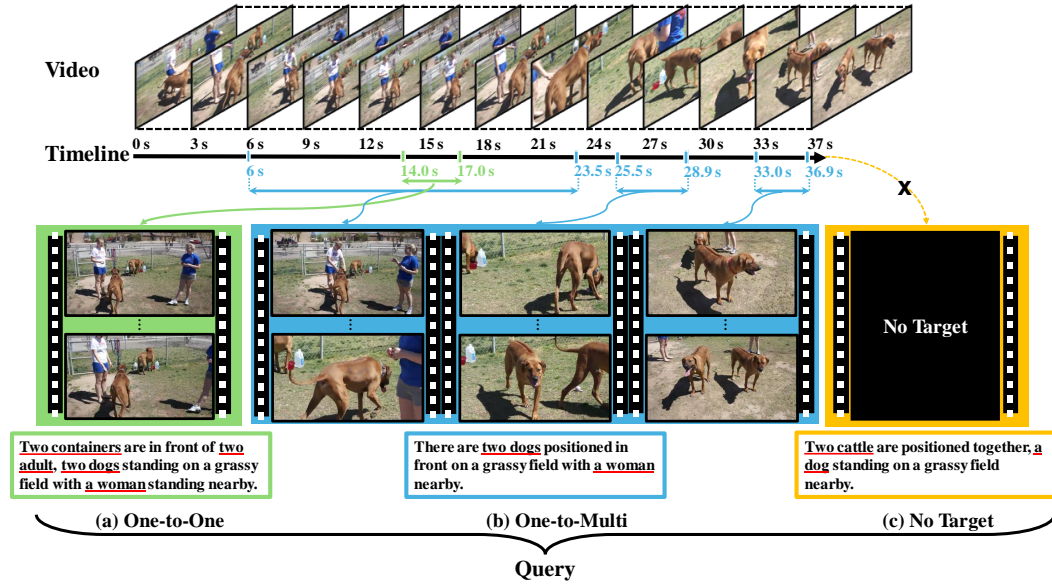 Video
0 s 3 s 6 s 9 s 12 s 15 s 18 s 21 s 24 s 27 s 30 s 33 s 37 s
Timeline
6 s 14.0 s 17.0 s 23.5 s 25.5 s 28.9 s 33.0 s 36.9 s
X
No Target
Two containers are in front of two
adult, two dogs standing on a grassy
field with a woman standing nearby.
There are two dogs positioned in
front on a grassy field with a woman
nearby.
Two cattle are positioned together, a
dog standing on a grassy field
nearby.
(a) One-to-One
(b) One-to-Multi
(c) No Target
Query